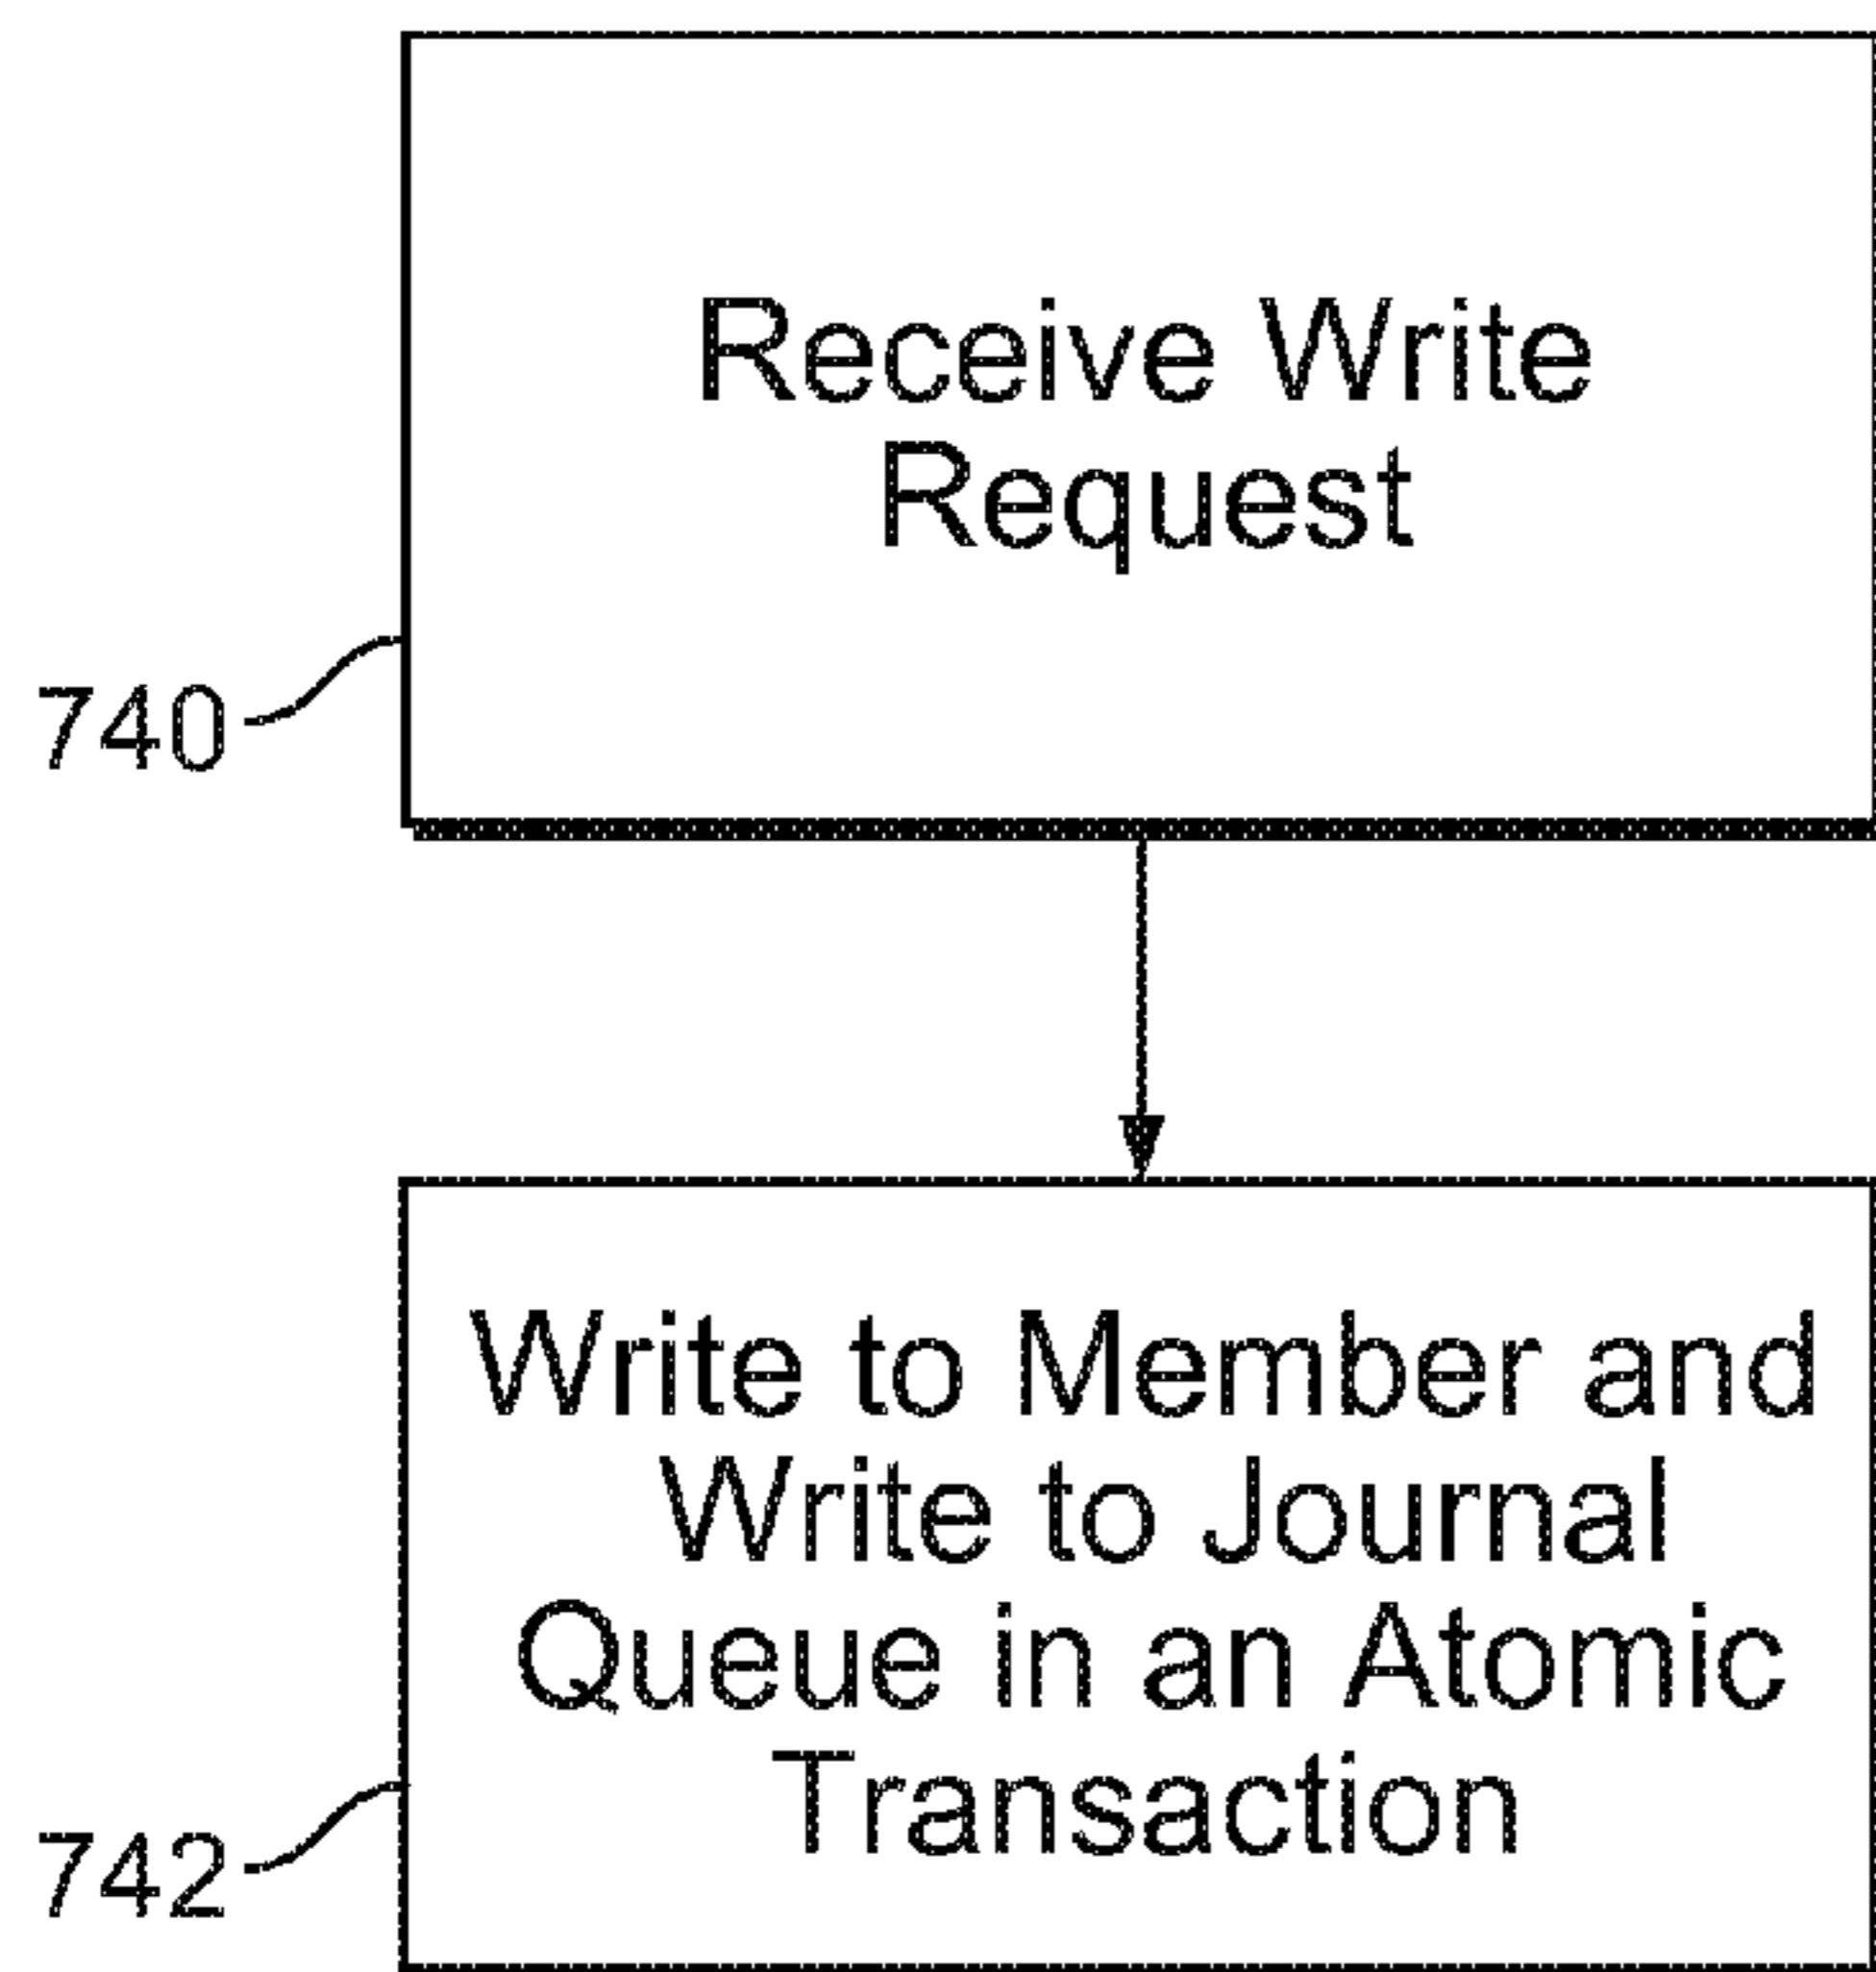 Receive Write
Request
740
Write to Member and
Write to Journal
Queue in an Atomic
Transaction
742